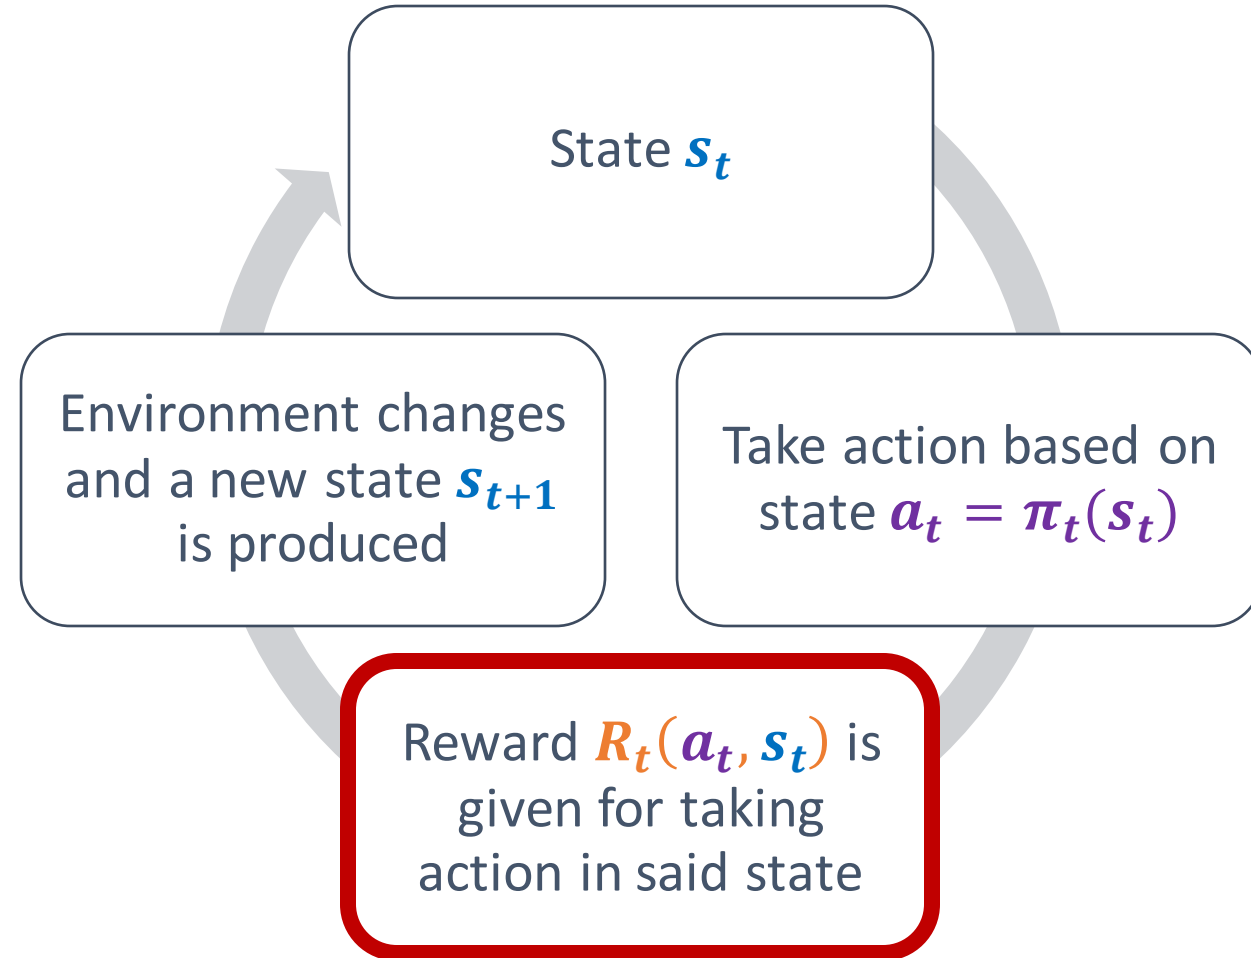 State s_t
Take action based on
state a_t = π_t(s_t)
Reward R_t(a_t, s_t) is
given for taking
action in said state
Environment changes
and a new state s_{t+1}
is produced